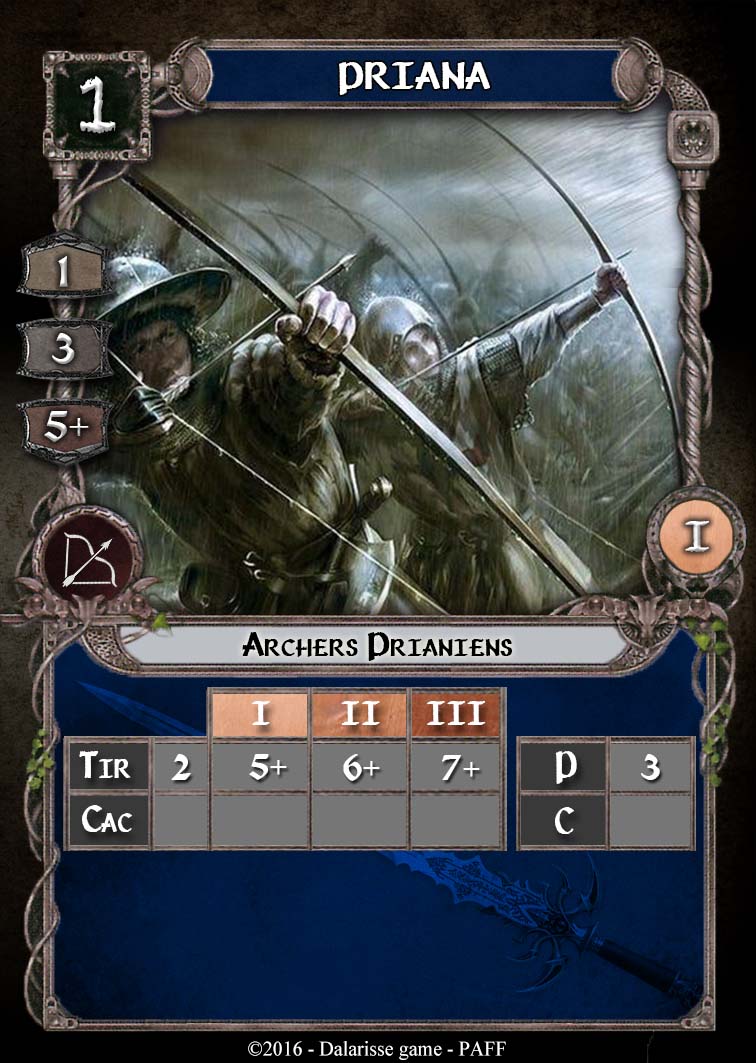 1
DRIANA
1
3
5+
I
ARCHERS DRIANIENS
I II III
TIR 2 5+ 6+ 7+ D 3
CAC C
©2016 - Dalarisse game - PAFF